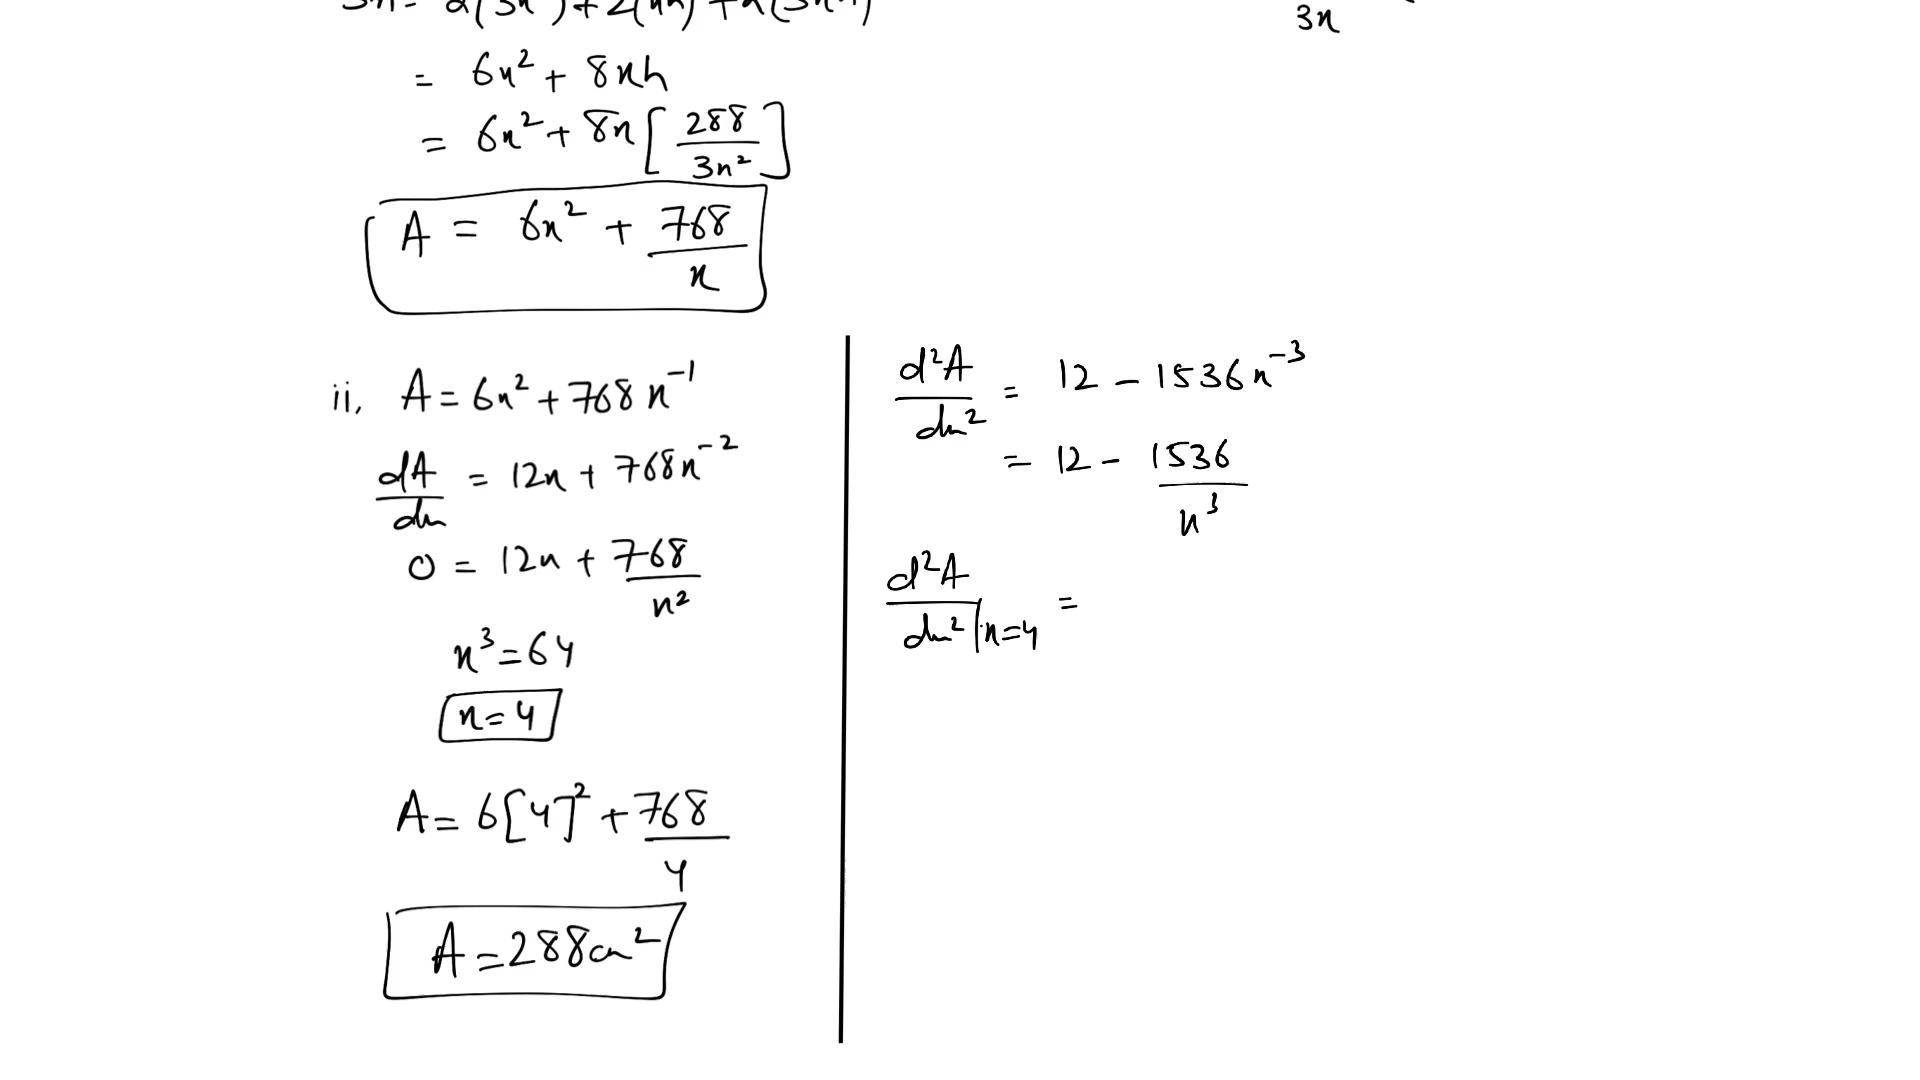 3x
= 6x² + 8xh
= 6x² + 8x [ 288/3x² ]
A = 6x² + 768/x
ii, A = 6x² + 768x⁻¹
dA/dx = 12x + 768x⁻²
0 = 12x + 768/x²
x³ = 64
x = 4
A = 6[4]² + 768/4
A = 288cm²
d²A/dx² = 12 - 1536x⁻³
= 12 - 1536/x³
d²A/dx² | x=4 =